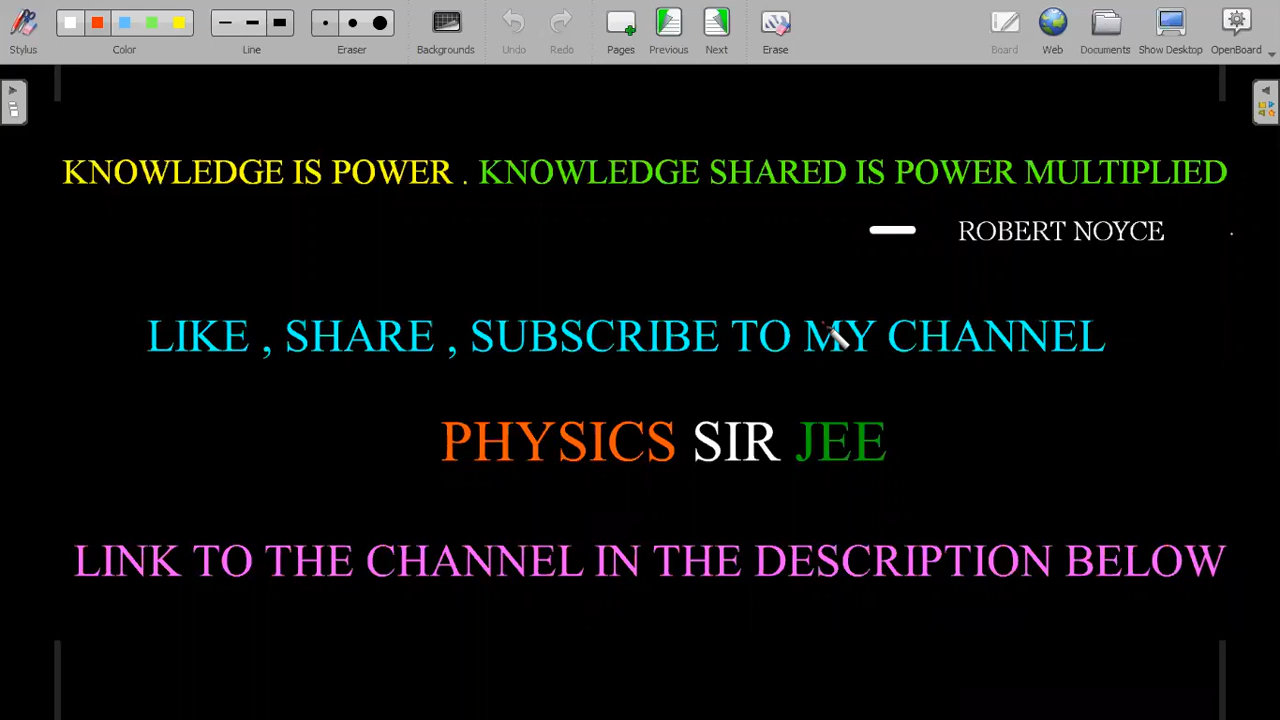 Stylus Color Line Eraser Backgrounds Undo Redo Pages Previous Next Erase Board Web Documents Show Desktop OpenBoard
KNOWLEDGE IS POWER . KNOWLEDGE SHARED IS POWER MULTIPLIED
— ROBERT NOYCE .
LIKE , SHARE , SUBSCRIBE TO MY CHANNEL
PHYSICS SIR JEE
LINK TO THE CHANNEL IN THE DESCRIPTION BELOW